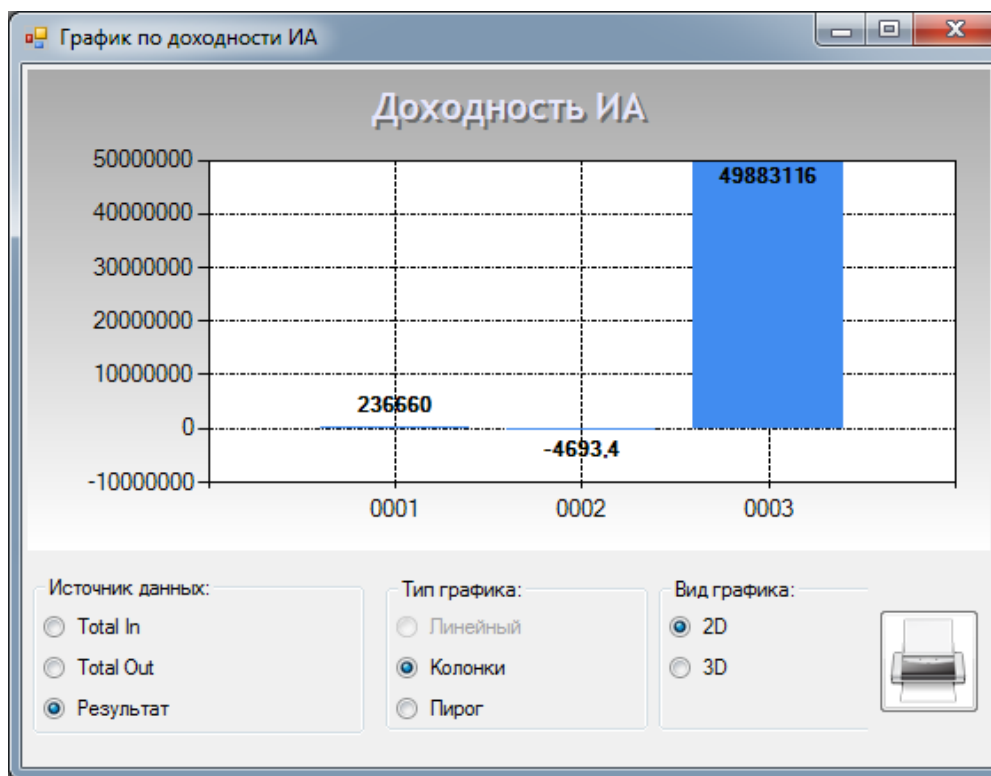 График по доходности ИА
Доходность ИА
50000000
40000000
30000000
20000000
10000000
0
-10000000
49883116
236660
-4693,4
0001 0002 0003
Источник данных: Тип графика: Вид графика:
Total In Линейный 2D
Total Out Колонки 3D
Результат Пирог